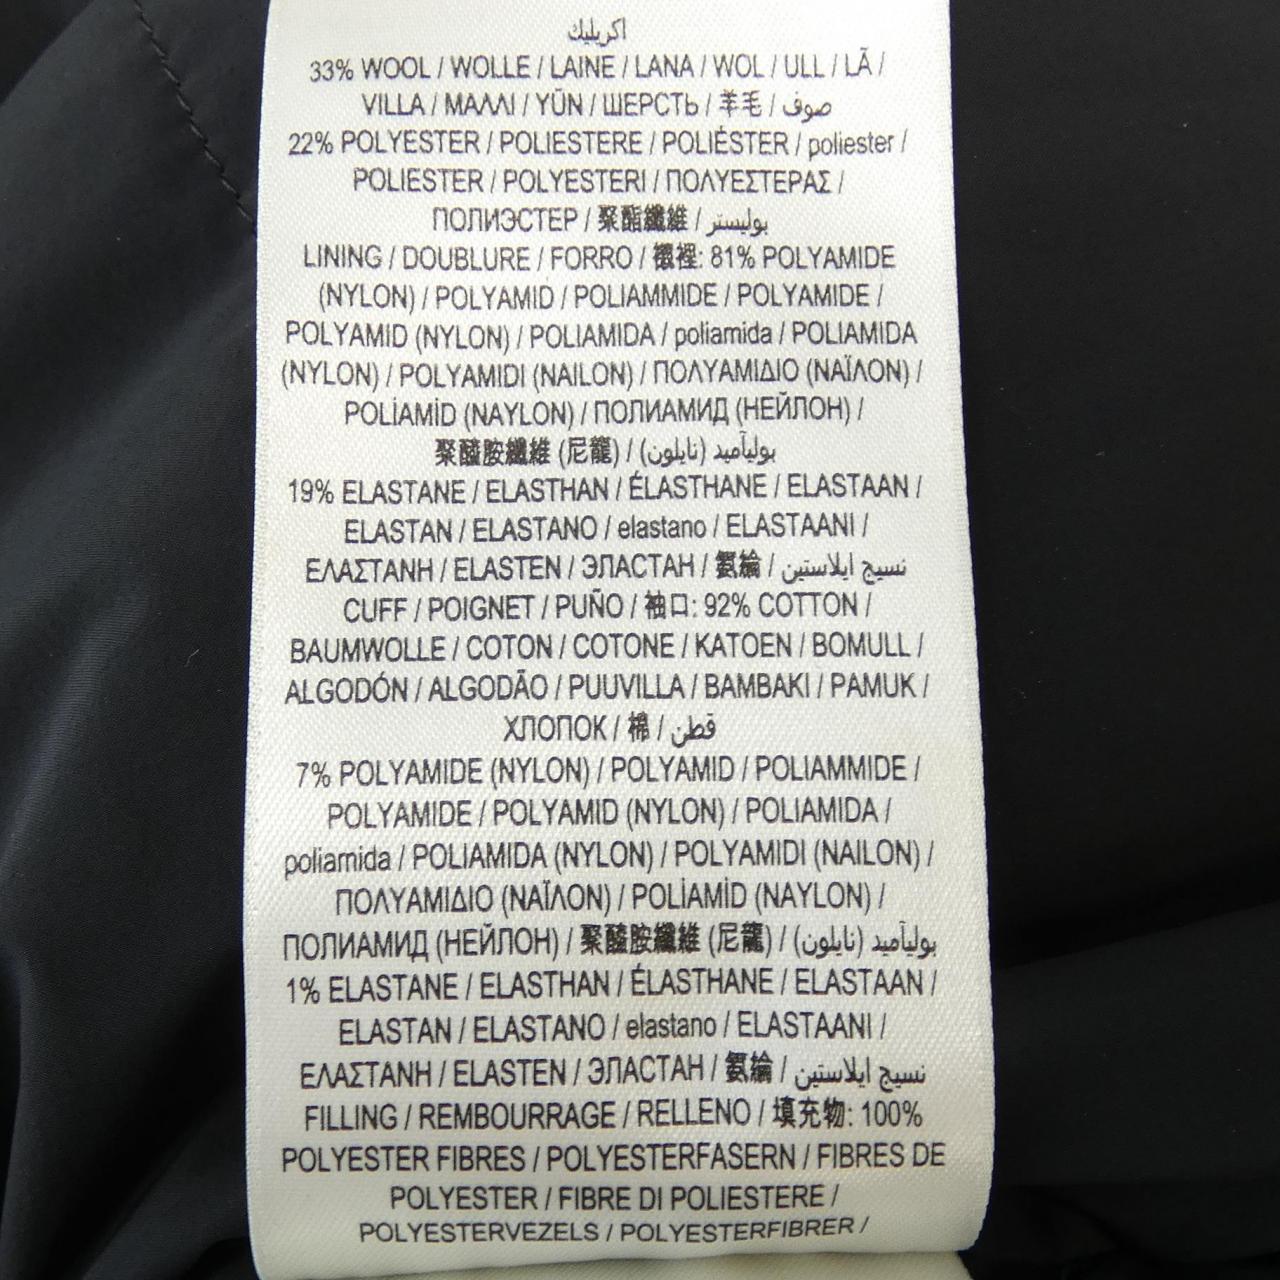 اكريليك
33% WOOL / WOLLE / LAINE / LANA / WOL / ULL / LÃ /
VILLA / ΜΑΛΛΙ / YÜN / ШЕРСТЬ / 羊毛 / صوف
22% POLYESTER / POLIESTERE / POLIÉSTER / poliester /
POLIESTER / POLYESTERI / ΠΟΛΥΕΣΤΕΡΑΣ /
ПОЛИЭСТЕР / 聚酯纖維 / بوليستر
LINING / DOUBLURE / FORRO / 襯裡: 81% POLYAMIDE
(NYLON) / POLYAMID / POLIAMMIDE / POLYAMIDE /
POLYAMID (NYLON) / POLIAMIDA / poliamida / POLIAMIDA
(NYLON) / POLYAMIDI (NAILON) / ΠΟΛΥΑΜΙΔΙΟ (ΝΑΪΛΟΝ) /
POLİAMİD (NAYLON) / ПОЛИАМИД (НЕЙЛОН) /
聚醯胺纖維 (尼龍) / بوليآميد (نايلون)
19% ELASTANE / ELASTHAN / ÉLASTHANE / ELASTAAN /
ELASTAN / ELASTANO / elastano / ELASTAANI /
ΕΛΑΣΤΑΝΗ / ELASTEN / ЭЛАСТАН / 氨綸 / نسيج ايلاستين
CUFF / POIGNET / PUÑO / 袖口: 92% COTTON /
BAUMWOLLE / COTON / COTONE / KATOEN / BOMULL /
ALGODÓN / ALGODÃO / PUUVILLA / BAMBAKI / PAMUK /
ХЛОПОК / 棉 / قطن
7% POLYAMIDE (NYLON) / POLYAMID / POLIAMMIDE /
POLYAMIDE / POLYAMID (NYLON) / POLIAMIDA /
poliamida / POLIAMIDA (NYLON) / POLYAMIDI (NAILON) /
ΠΟΛΥΑΜΙΔΙΟ (ΝΑΪΛΟΝ) / POLİAMİD (NAYLON) /
ПОЛИАМИД (НЕЙЛОН) / 聚醯胺纖維 (尼龍) / بوليآميد (نايلون)
1% ELASTANE / ELASTHAN / ÉLASTHANE / ELASTAAN /
ELASTAN / ELASTANO / elastano / ELASTAANI /
ΕΛΑΣΤΑΝΗ / ELASTEN / ЭЛАСТАН / 氨綸 / نسيج ايلاستين
FILLING / REMBOURRAGE / RELLENO / 填充物: 100%
POLYESTER FIBRES / POLYESTERFASERN / FIBRES DE
POLYESTER / FIBRE DI POLIESTERE /
POLYESTERVEZELS / POLYESTERFIBRER /